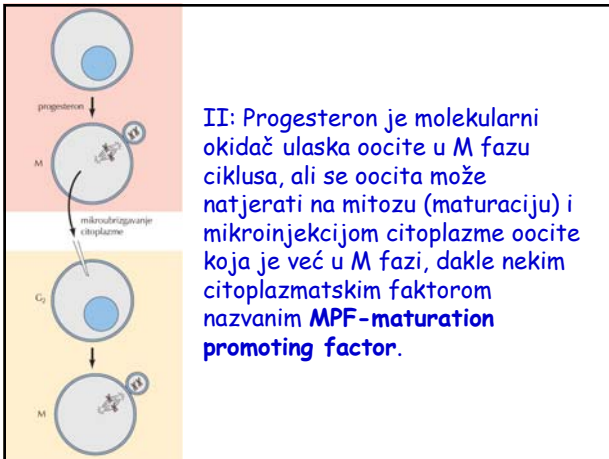 progesteron
M
mikroubrizgavanje
citoplazme
G₂
M
II: Progesteron je molekularni
okidač ulaska oocite u M fazu
ciklusa, ali se oocita može
natjerati na mitozu (maturaciju) i
mikroinjekcijom citoplazme oocite
koja je već u M fazi, dakle nekim
citoplazmatskim faktorom
nazvanim MPF-maturation
promoting factor.